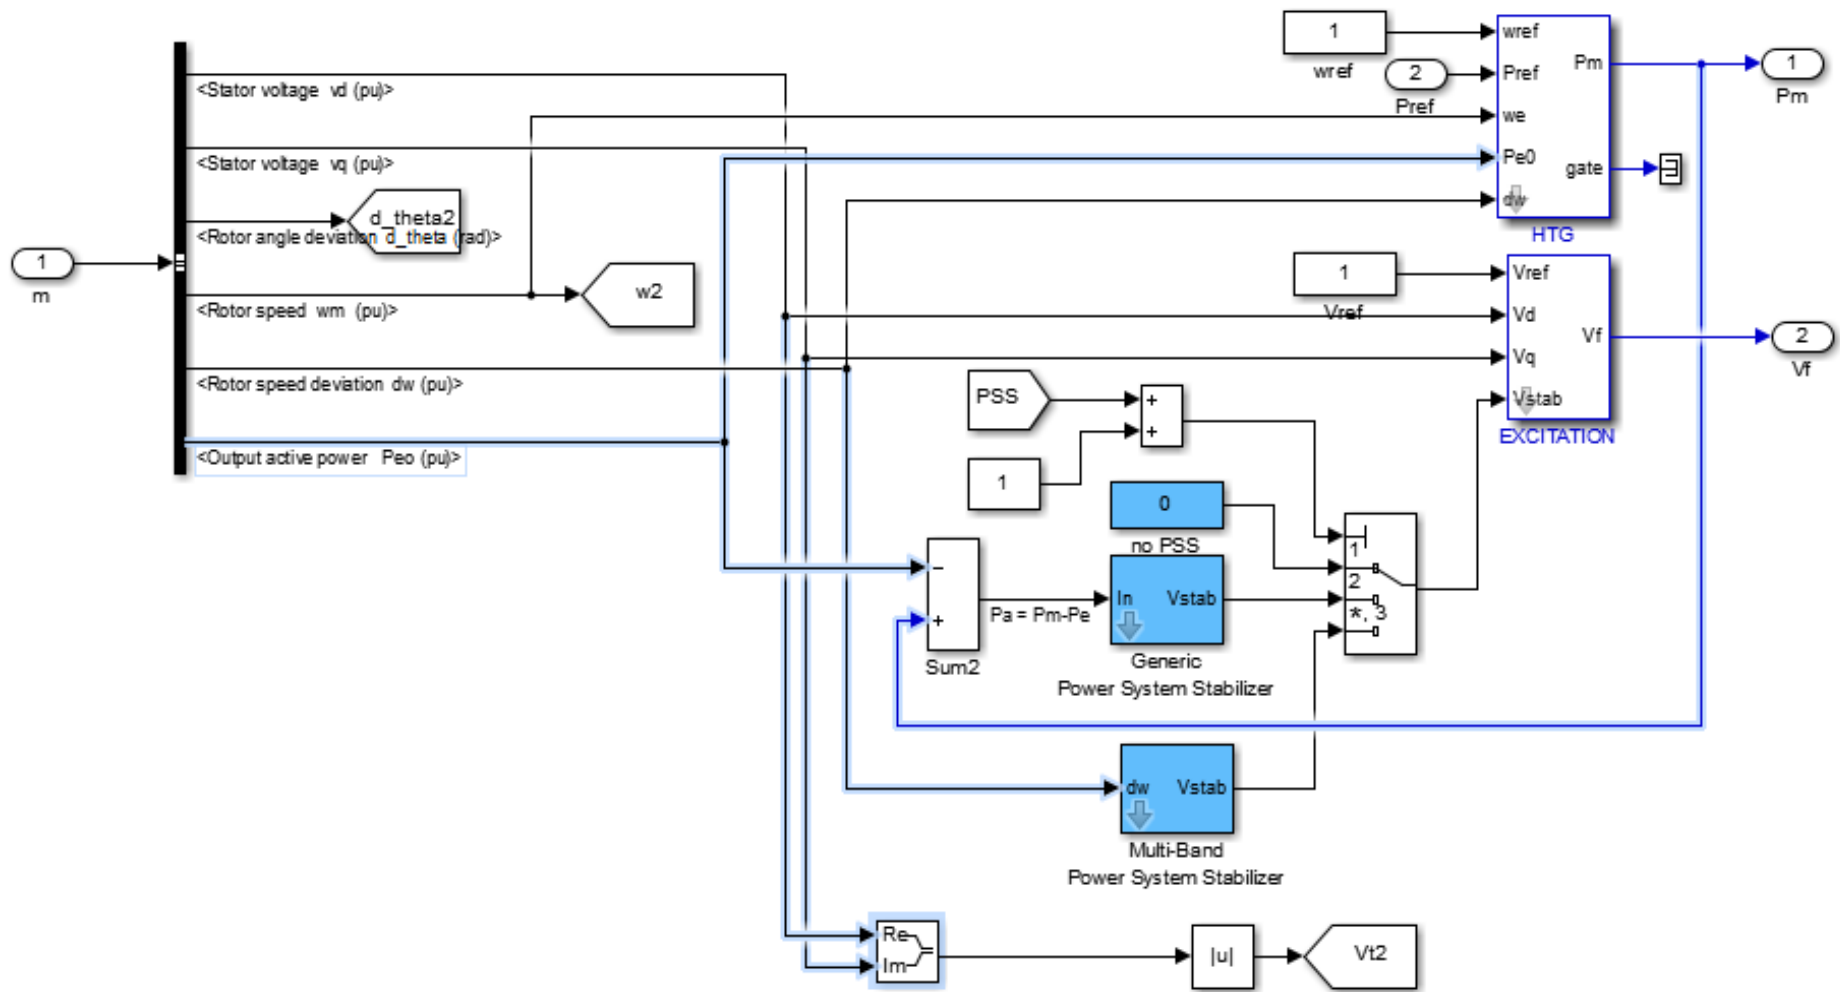 1
m
<Stator voltage vd (pu)>
<Stator voltage vq (pu)>
d_theta2
<Rotor angle deviation d_theta (rad)>
w2
<Rotor speed wm (pu)>
<Rotor speed deviation dw (pu)>
<Output active power Peo (pu)>
1
wref
2
Pref
wref
Pref
we
Pe0
dw
Pm
gate
HTG
1
Pm
1
Vref
Vref
Vd
Vq
Vstab
Vf
EXCITATION
2
Vf
PSS
+
+
1
0
no PSS
−
+
Sum2
Pa = Pm-Pe
In
Vstab
Generic
Power System Stabilizer
1
2
*, 3
dw
Vstab
Multi-Band
Power System Stabilizer
Re
Im
|u|
Vt2